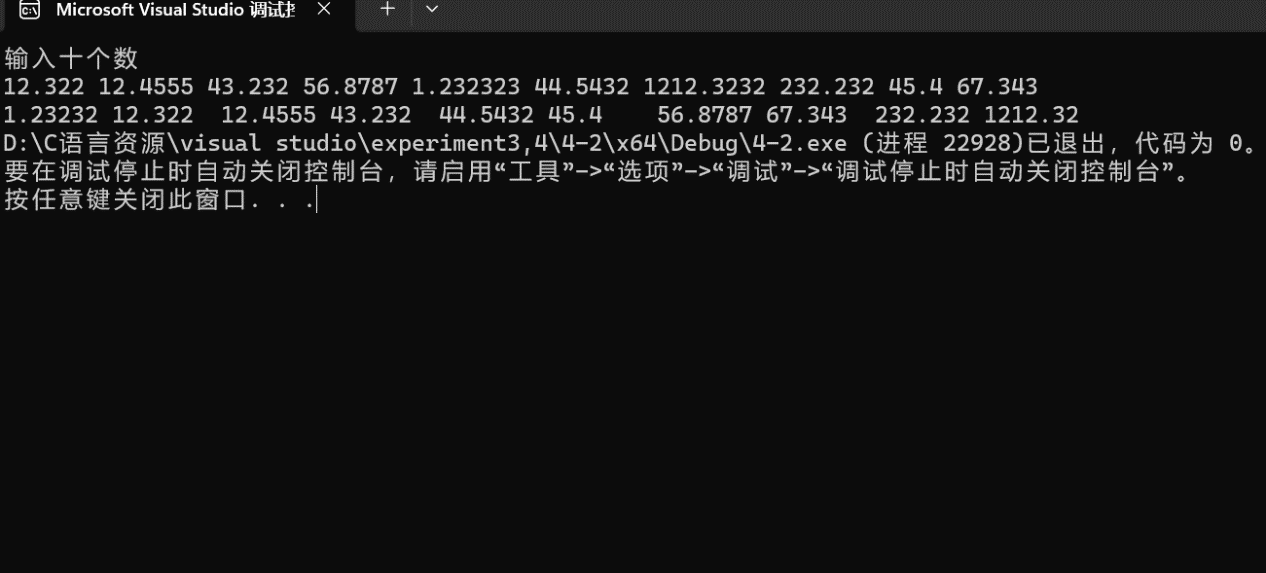 Microsoft Visual Studio 调试
输入十个数
12.322 12.4555 43.232 56.8787 1.232323 44.5432 1212.3232 232.232 45.4 67.343
1.23232 12.322  12.4555 43.232  44.5432 45.4    56.8787 67.343  232.232 1212.32
D:\C语言资源\visual studio\experiment3,4\4-2\x64\Debug\4-2.exe (进程 22928)已退出，代码为 0。
要在调试停止时自动关闭控制台，请启用“工具”->“选项”->“调试”->“调试停止时自动关闭控制台”。
按任意键关闭此窗口. . .